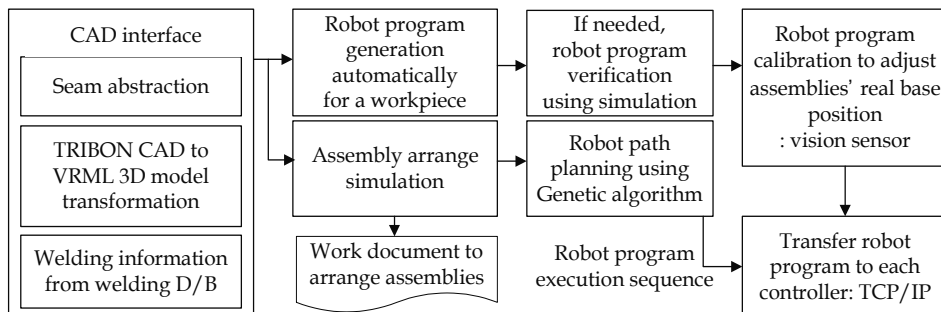 CAD interface
Seam abstraction
TRIBON CAD to
VRML 3D model
transformation
Welding information
from welding D/B
Robot program
generation
automatically
for a workpiece
If needed,
robot program
verification
using simulation
Robot program
calibration to adjust
assemblies' real base
position
: vision sensor
Assembly arrange
simulation
Robot path
planning using
Genetic algorithm
Work document to
arrange assemblies
Robot program
execution sequence
Transfer robot
program to each
controller: TCP/IP